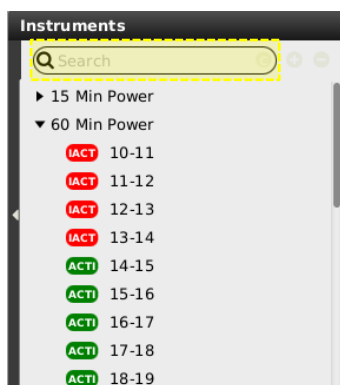 Instruments
Search
15 Min Power
60 Min Power
IACT 10-11
IACT 11-12
IACT 12-13
IACT 13-14
ACTI 14-15
ACTI 15-16
ACTI 16-17
ACTI 17-18
ACTI 18-19